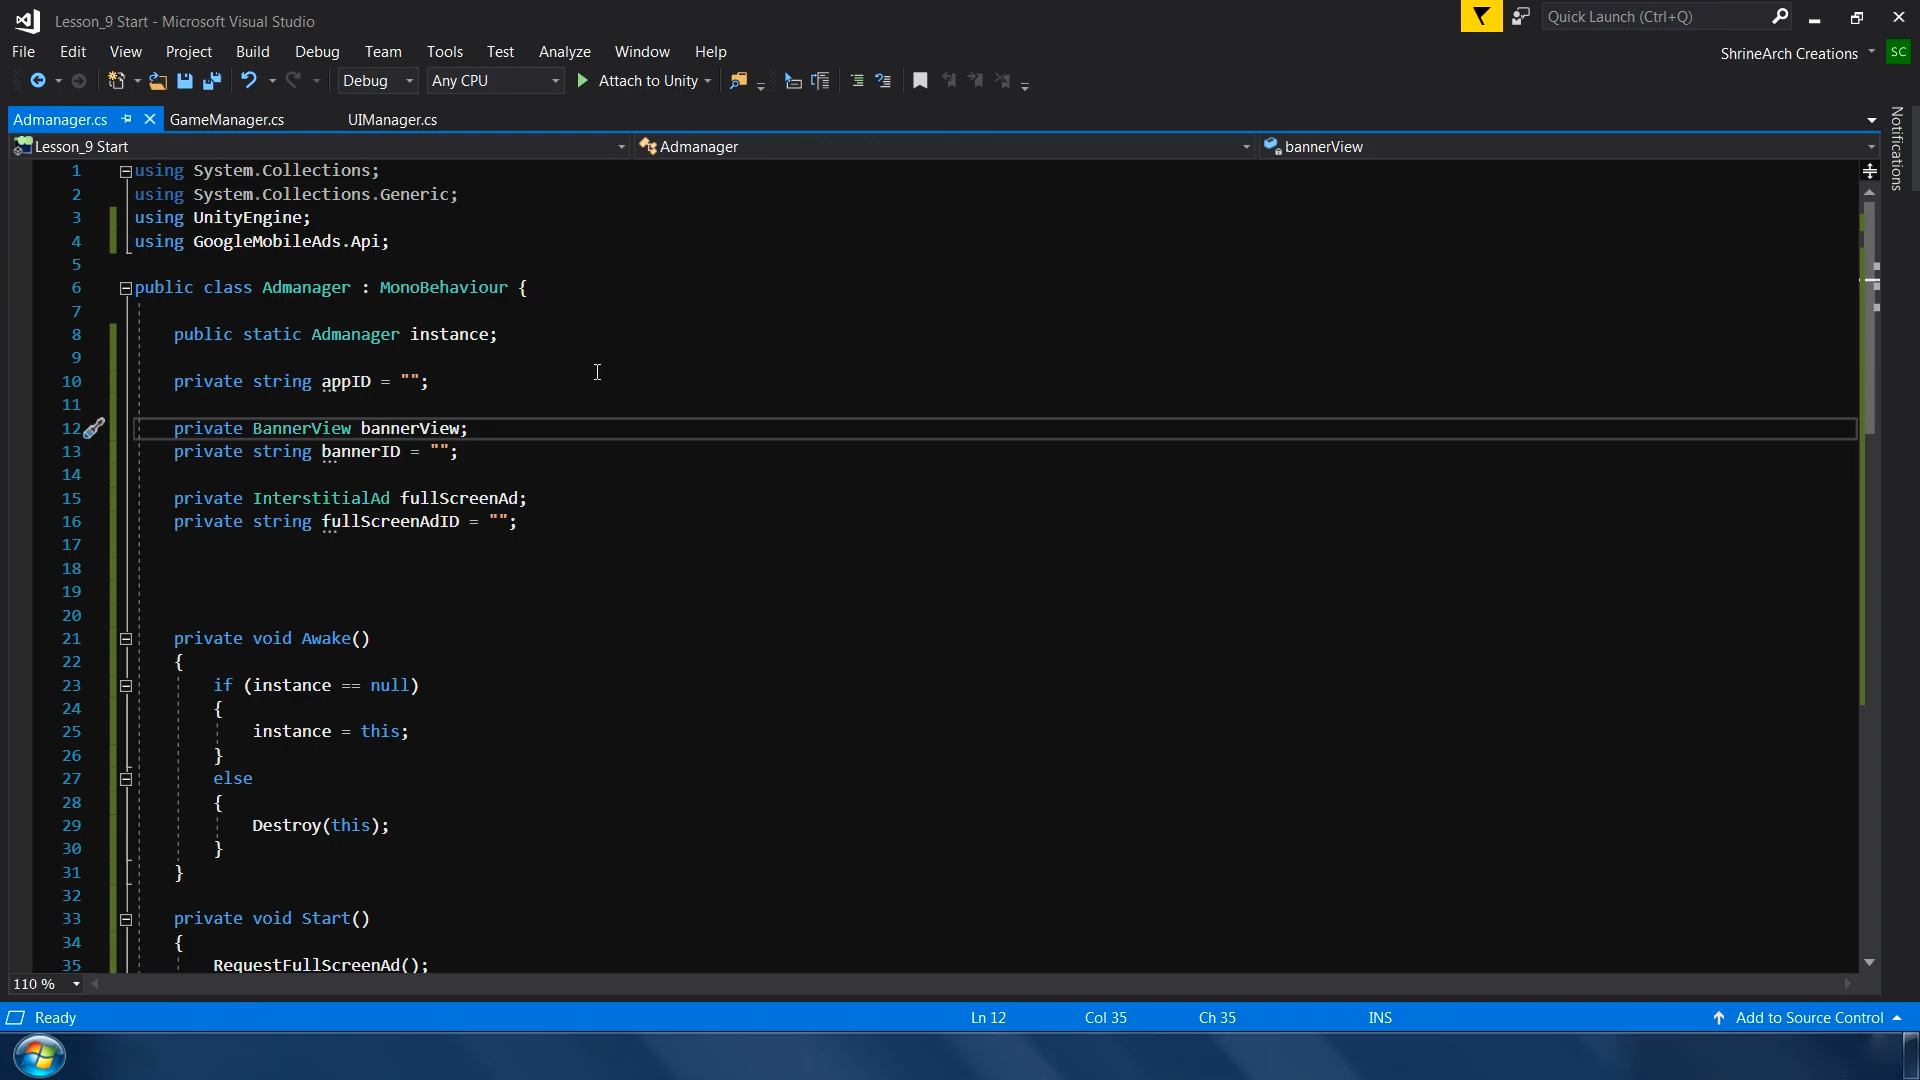 Lesson_9 Start - Microsoft Visual Studio
Quick Launch (Ctrl+Q)
File Edit View Project Build Debug Team Tools Test Analyze Window Help
ShrineArch Creations SC
Debug Any CPU Attach to Unity
Admanager.cs GameManager.cs UIManager.cs
Notifications
Lesson_9 Start Admanager bannerView
1 using System.Collections;
2 using System.Collections.Generic;
3 using UnityEngine;
4 using GoogleMobileAds.Api;
5
6 public class Admanager : MonoBehaviour {
7
8 public static Admanager instance;
9
10 private string appID = "";
11
12 private BannerView bannerView;
13 private string bannerID = "";
14
15 private InterstitialAd fullScreenAd;
16 private string fullScreenAdID = "";
17
18
19
20
21 private void Awake()
22 {
23 if (instance == null)
24 {
25 instance = this;
26 }
27 else
28 {
29 Destroy(this);
30 }
31 }
32
33 private void Start()
34 {
35 RequestFullScreenAd();
110 %
Ready Ln 12 Col 35 Ch 35 INS Add to Source Control